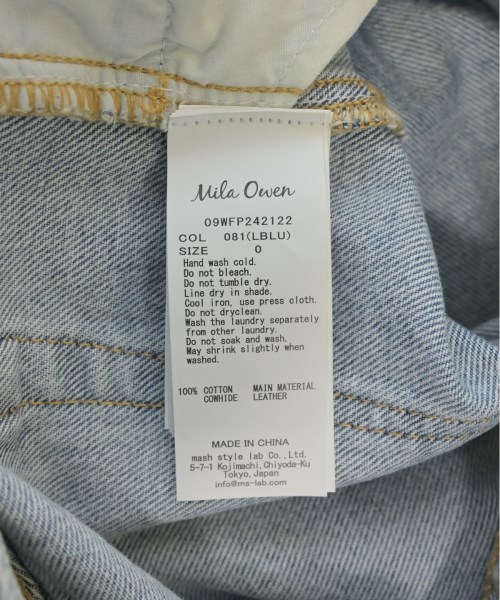 Mila Owen
09WFP242122
COL 081(LBLU)
SIZE 0
Hand wash cold.
Do not bleach.
Do not tumble dry.
Line dry in shade.
Cool iron, use press cloth.
Do not dryclean.
Wash the laundry separately
from other laundry.
Do not soak and wash.
May shrink slightly when
washed.
100% COTTON MAIN MATERIAL
COWHIDE LEATHER
MADE IN CHINA
mash style lab Co., Ltd.
5-7-1 Kojimachi, Chiyoda-Ku
Tokyo, Japan
info@ms-lab.com